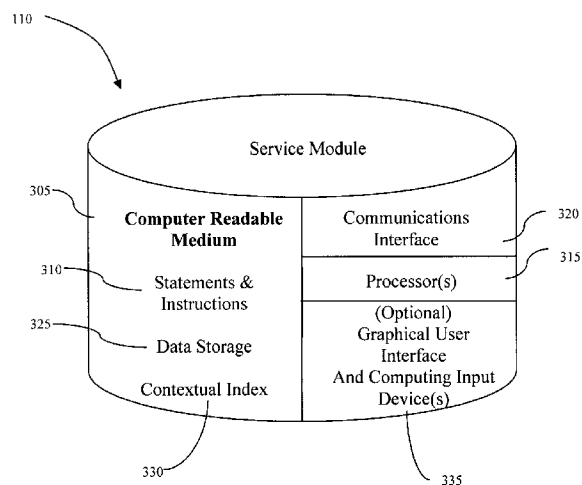 110
Service Module
305
Computer Readable
Medium
310
Statements &
Instructions
325
Data Storage
Contextual Index
330
Communications
Interface
320
315
Processor(s)
(Optional)
Graphical User
Interface
And Computing Input
Device(s)
335